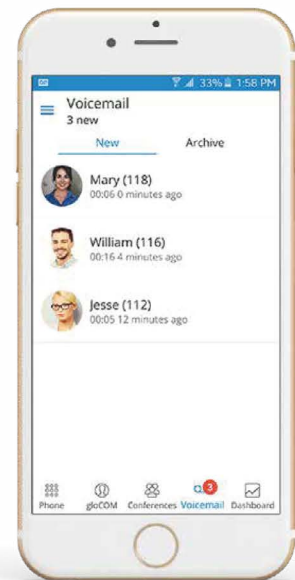 33% 1:58 PM
Voicemail
3 new
New Archive
Mary (118)
00:06 0 minutes ago
William (116)
00:16 4 minutes ago
Jesse (112)
00:05 12 minutes ago
3
Phone gloCOM Conferences Voicemail Dashboard